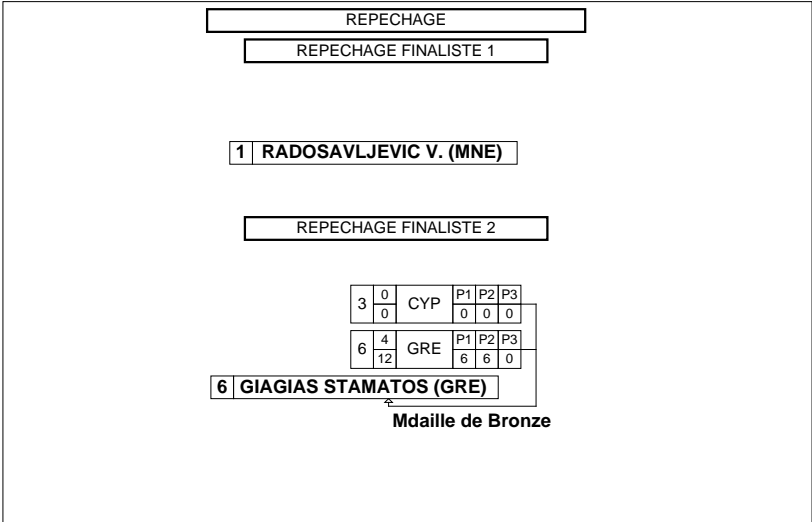 REPECHAGE
REPECHAGE FINALISTE 1
1 RADOSAVLJEVIC V. (MNE)
REPECHAGE FINALISTE 2
3 0 CYP P1 P2 P3
0 0 0 0
6 4 GRE P1 P2 P3
12 6 6 0
6 GIAGIAS STAMATOS (GRE)
Mdaille de Bronze